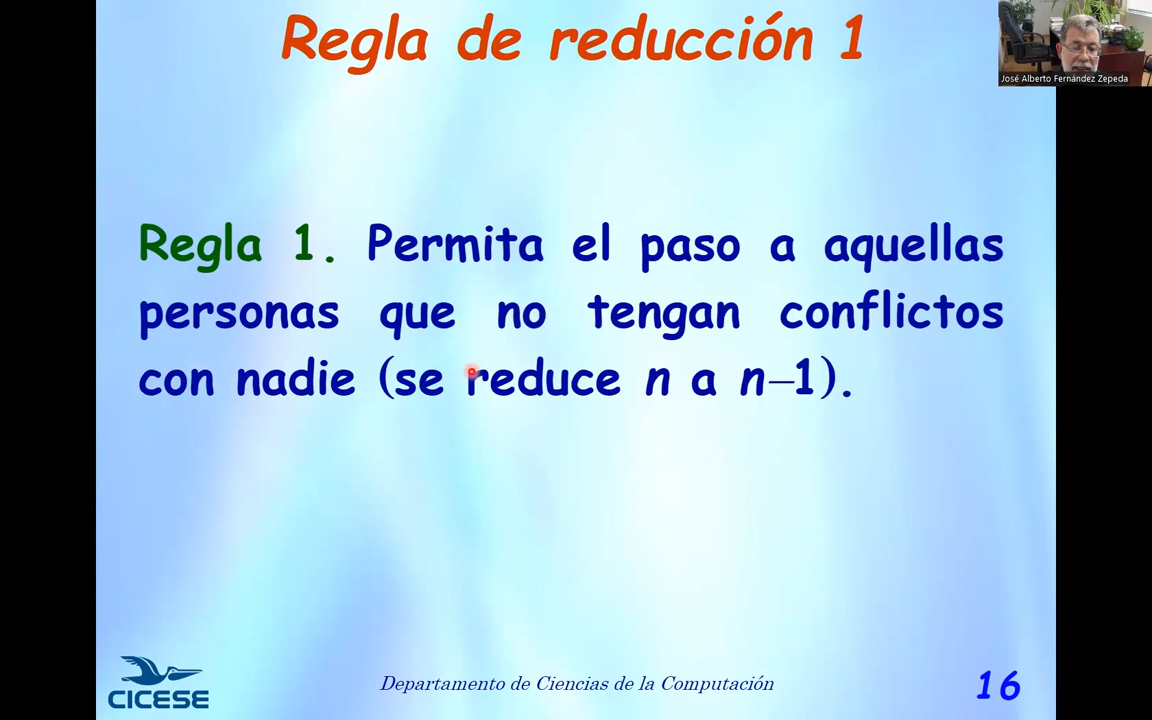 Regla de reducción 1
José Alberto Fernández Zepeda
Regla 1. Permita el paso a aquellas
personas que no tengan conflictos
con nadie (se reduce n a n–1).
CICESE
Departamento de Ciencias de la Computación
16